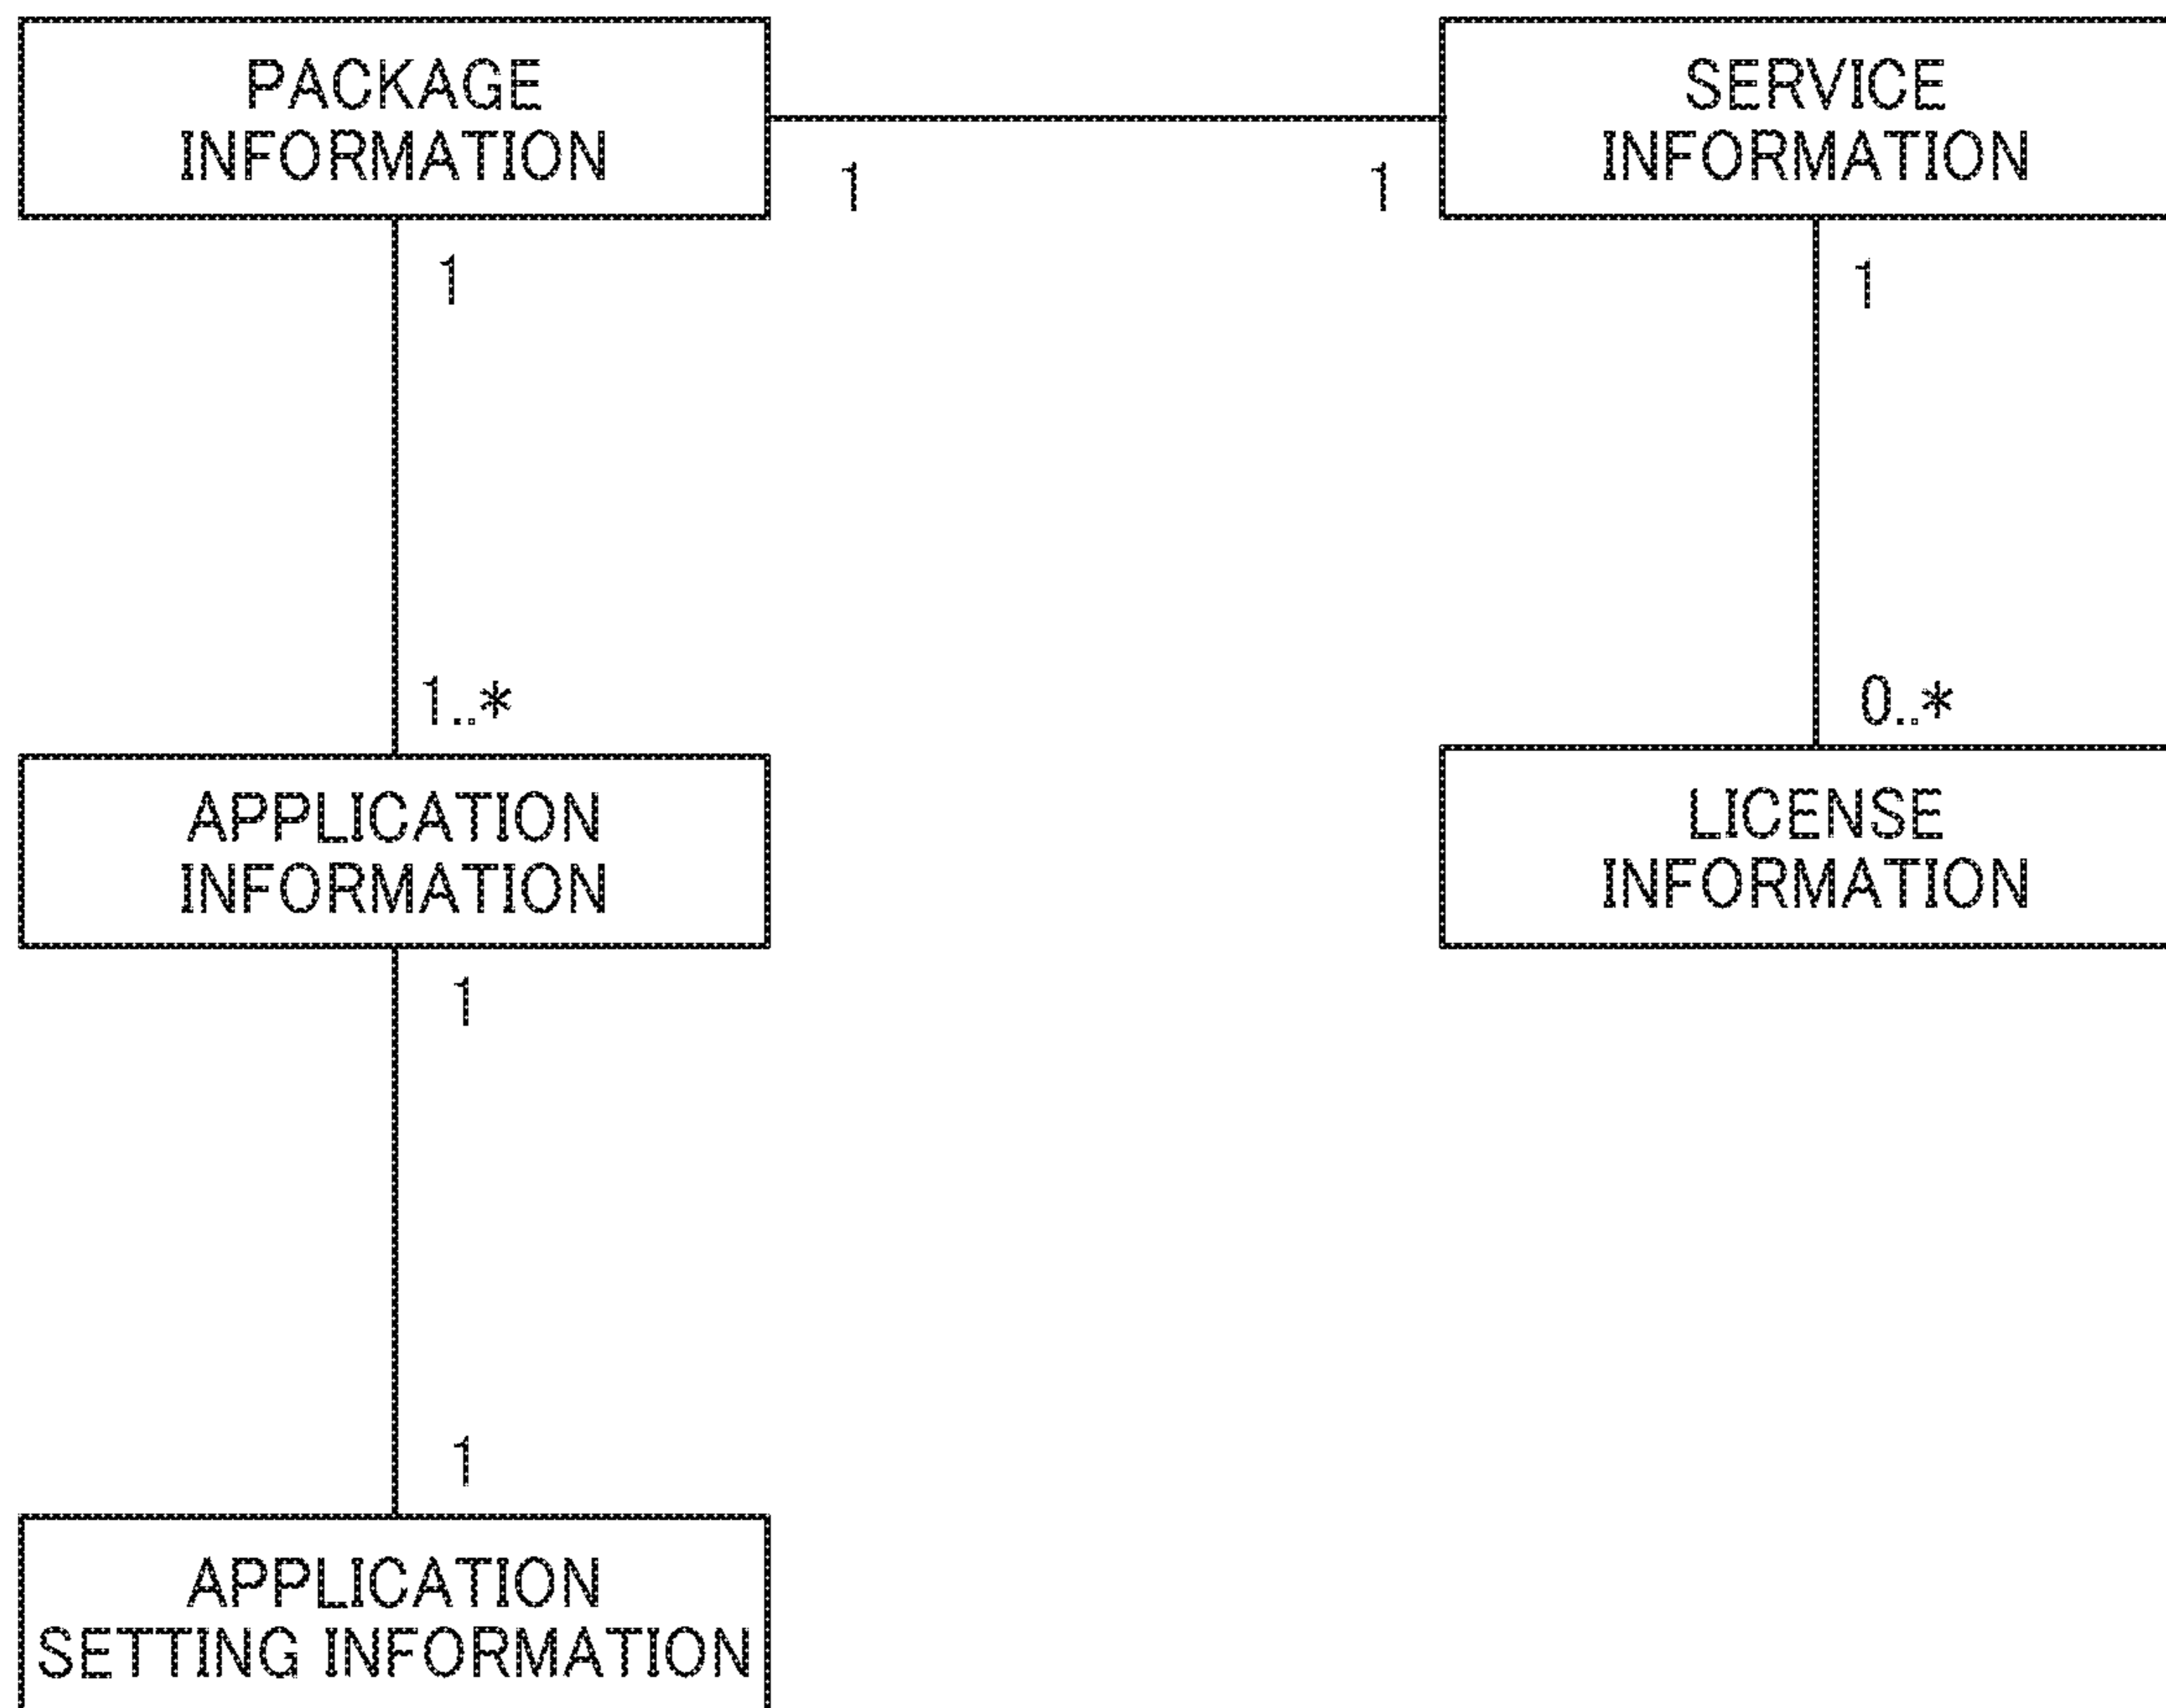 PACKAGE
INFORMATION
SERVICE
INFORMATION
1
1
1
1
1..*
0..*
APPLICATION
INFORMATION
LICENSE
INFORMATION
1
1
APPLICATION
SETTING INFORMATION